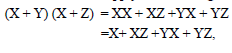 (X + Y) (X + Z) = XX + XZ +YX + YZ
=X+ XZ +YX + YZ,